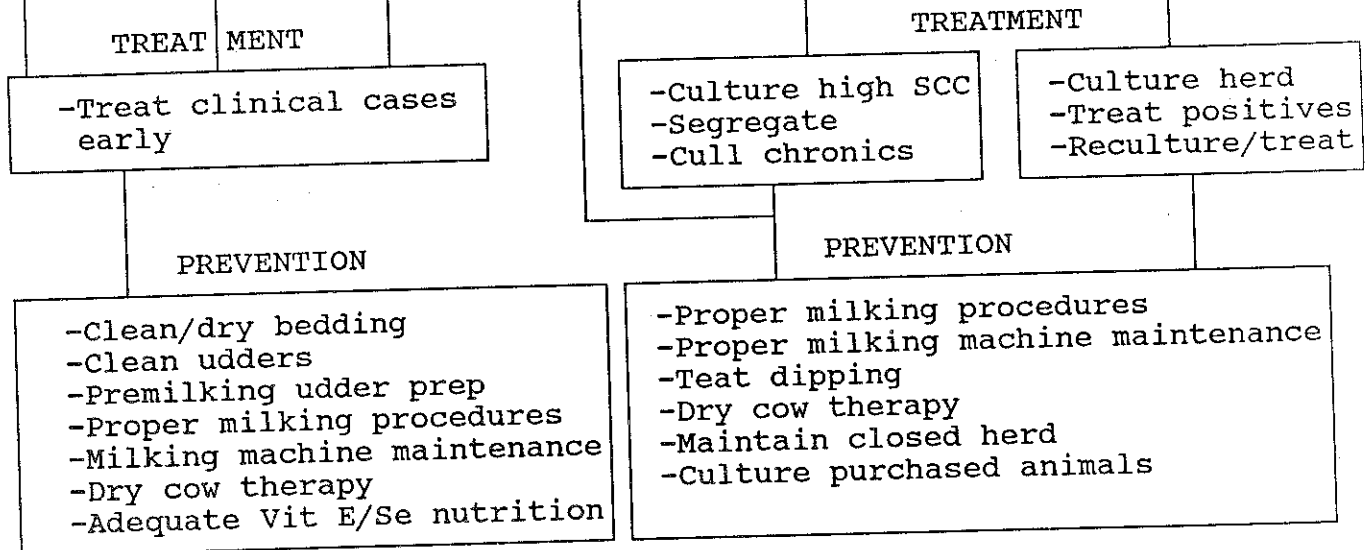 TREATMENT
-Treat clinical cases
early
TREATMENT
-Culture high SCC
-Segregate
-Cull chronics
-Culture herd
-Treat positives
-Reculture/treat
PREVENTION
-Clean/dry bedding
-Clean udders
-Premilking udder prep
-Proper milking procedures
-Milking machine maintenance
-Dry cow therapy
-Adequate Vit E/Se nutrition
PREVENTION
-Proper milking procedures
-Proper milking machine maintenance
-Teat dipping
-Dry cow therapy
-Maintain closed herd
-Culture purchased animals